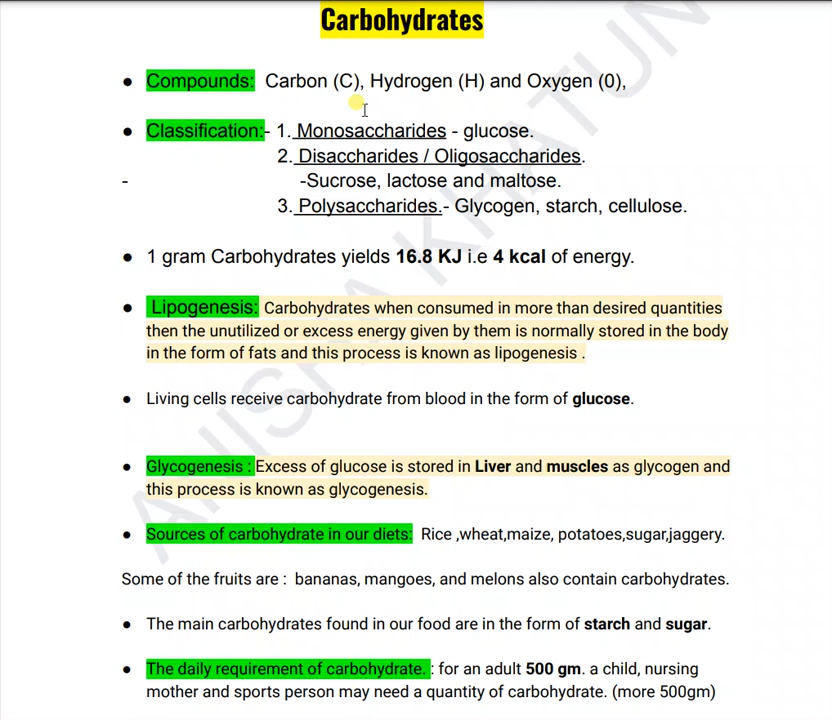 Carbohydrates
● Compounds: Carbon (C), Hydrogen (H) and Oxygen (0),
● Classification:- 1. Monosaccharides - glucose.
2. Disaccharides / Oligosaccharides.
- -Sucrose, lactose and maltose.
3. Polysaccharides.- Glycogen, starch, cellulose.
● 1 gram Carbohydrates yields 16.8 KJ i.e 4 kcal of energy.
● Lipogenesis: Carbohydrates when consumed in more than desired quantities
then the unutilized or excess energy given by them is normally stored in the body
in the form of fats and this process is known as lipogenesis .
● Living cells receive carbohydrate from blood in the form of glucose.
● Glycogenesis : Excess of glucose is stored in Liver and muscles as glycogen and
this process is known as glycogenesis.
● Sources of carbohydrate in our diets: Rice ,wheat,maize, potatoes,sugar,jaggery.
Some of the fruits are : bananas, mangoes, and melons also contain carbohydrates.
● The main carbohydrates found in our food are in the form of starch and sugar.
● The daily requirement of carbohydrate. : for an adult 500 gm. a child, nursing
mother and sports person may need a quantity of carbohydrate. (more 500gm)
ANISHA KHATUN